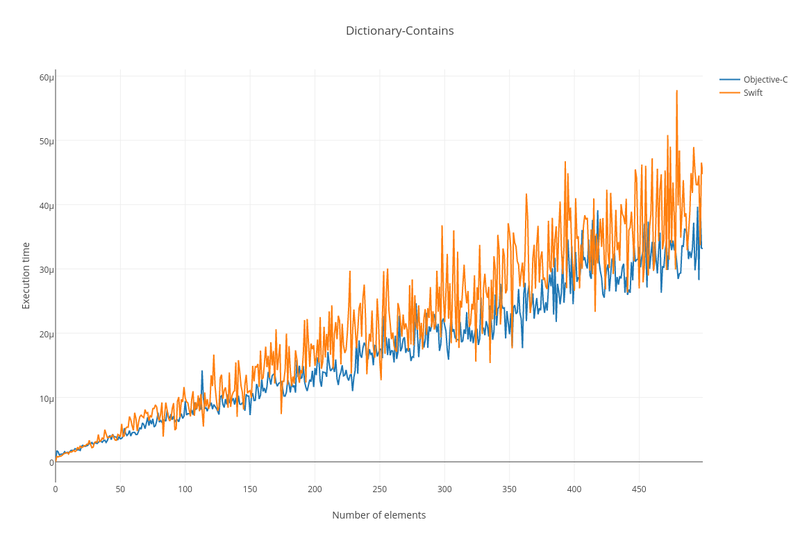 Dictionary-Contains
60μ
50μ
40μ
30μ
20μ
10μ
0
Execution time
0 50 100 150 200 250 300 350 400 450
Number of elements
Objective-C
Swift